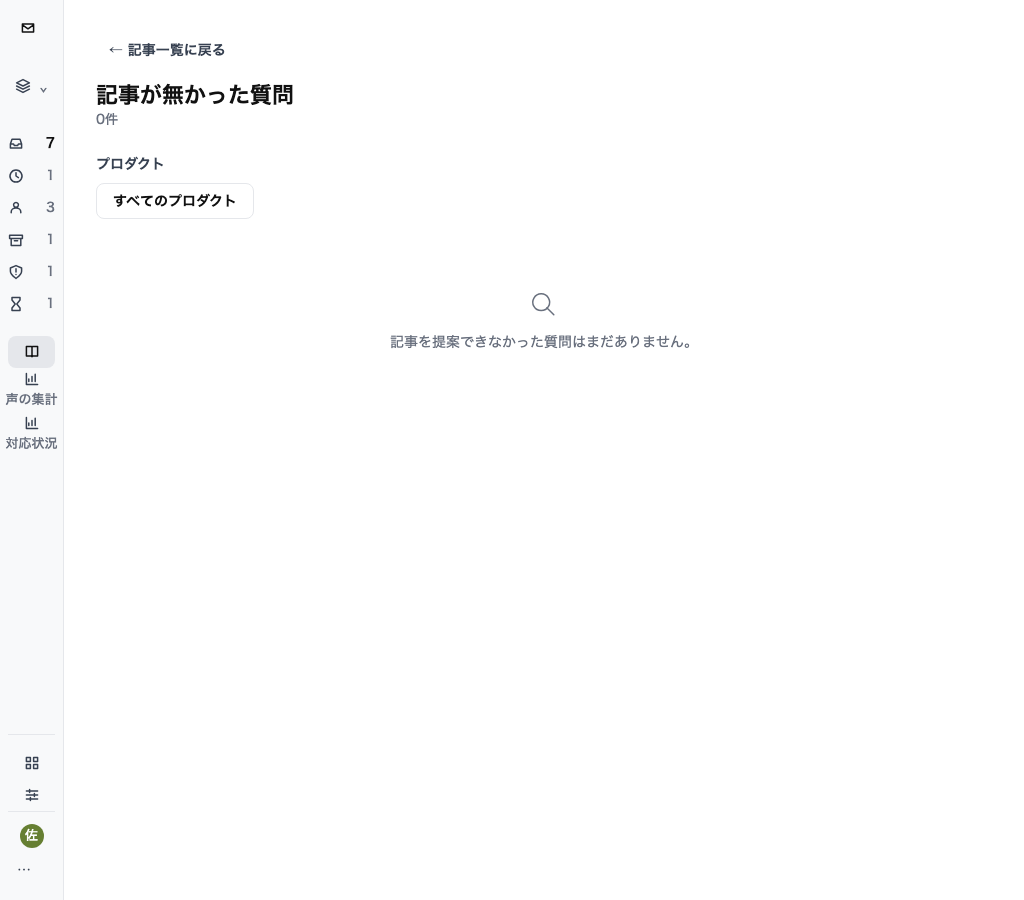 ← 記事一覧に戻る
記事が無かった質問
0件
プロダクト
すべてのプロダクト
記事を提案できなかった質問はまだありません。
7
1
3
1
1
1
声の集計
対応状況
佐
…